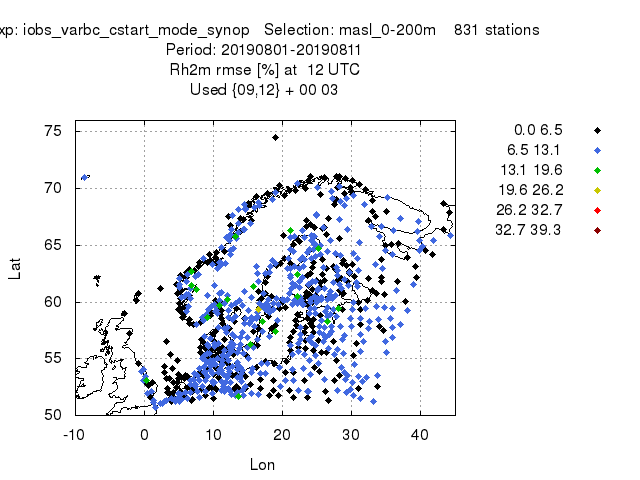 xp: iobs_varbc_cstart_mode_synop Selection: masl_0-200m 831 stations
Period: 20190801-20190811
Rh2m rmse [%] at 12 UTC
Used {09,12} + 00 03
0.0 6.5
6.5 13.1
13.1 19.6
19.6 26.2
26.2 32.7
32.7 39.3
75
70
65
60
55
50
Lat
-10 0 10 20 30 40
Lon